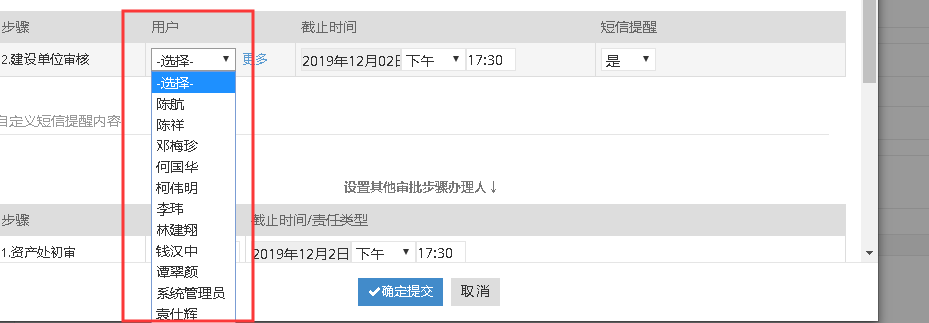 步骤 用户 截止时间 短信提醒
2.建设单位审核 -选择- 更多 2019年12月02日 下午 17:30 是
-选择-
陈航
陈祥
邓梅珍
何国华
柯伟明
李玮
林建翔
钱汉中
谭翠颜
系统管理员
袁仕辉
自定义短信提醒内容
设置其他审批步骤办理人↓
步骤 截止时间/责任类型
1.资产处初审 2019年12月2日 下午 17:30
确定提交 取消